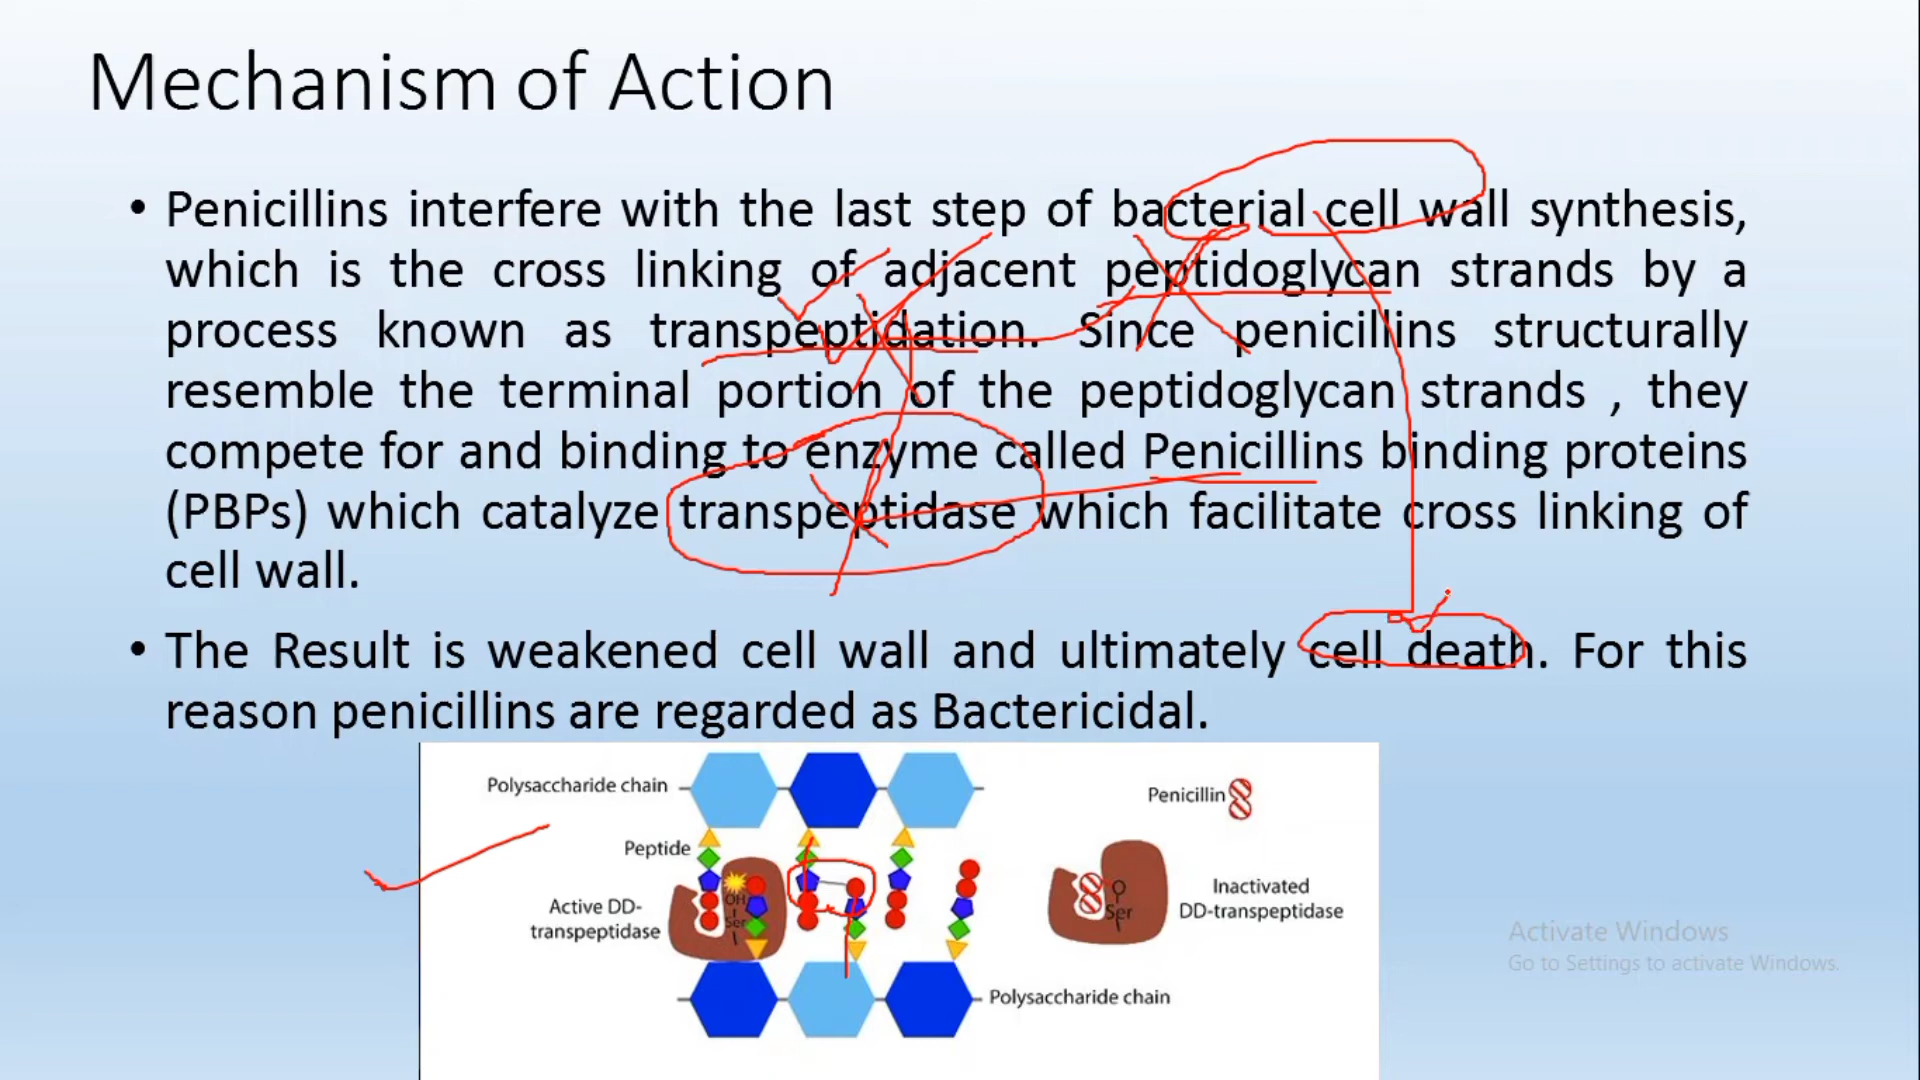 Mechanism of Action
• Penicillins interfere with the last step of bacterial cell wall synthesis,
which is the cross linking of adjacent peptidoglycan strands by a
process known as transpeptidation. Since penicillins structurally
resemble the terminal portion of the peptidoglycan strands , they
compete for and binding to enzyme called Penicillins binding proteins
(PBPs) which catalyze transpeptidase which facilitate cross linking of
cell wall.
• The Result is weakened cell wall and ultimately cell death. For this
reason penicillins are regarded as Bactericidal.
Polysaccharide chain
Penicillin
Peptide
Active DD-
transpeptidase
OH
Ser
O
Ser
Inactivated
DD-transpeptidase
Polysaccharide chain
Activate Windows
Go to Settings to activate Windows.